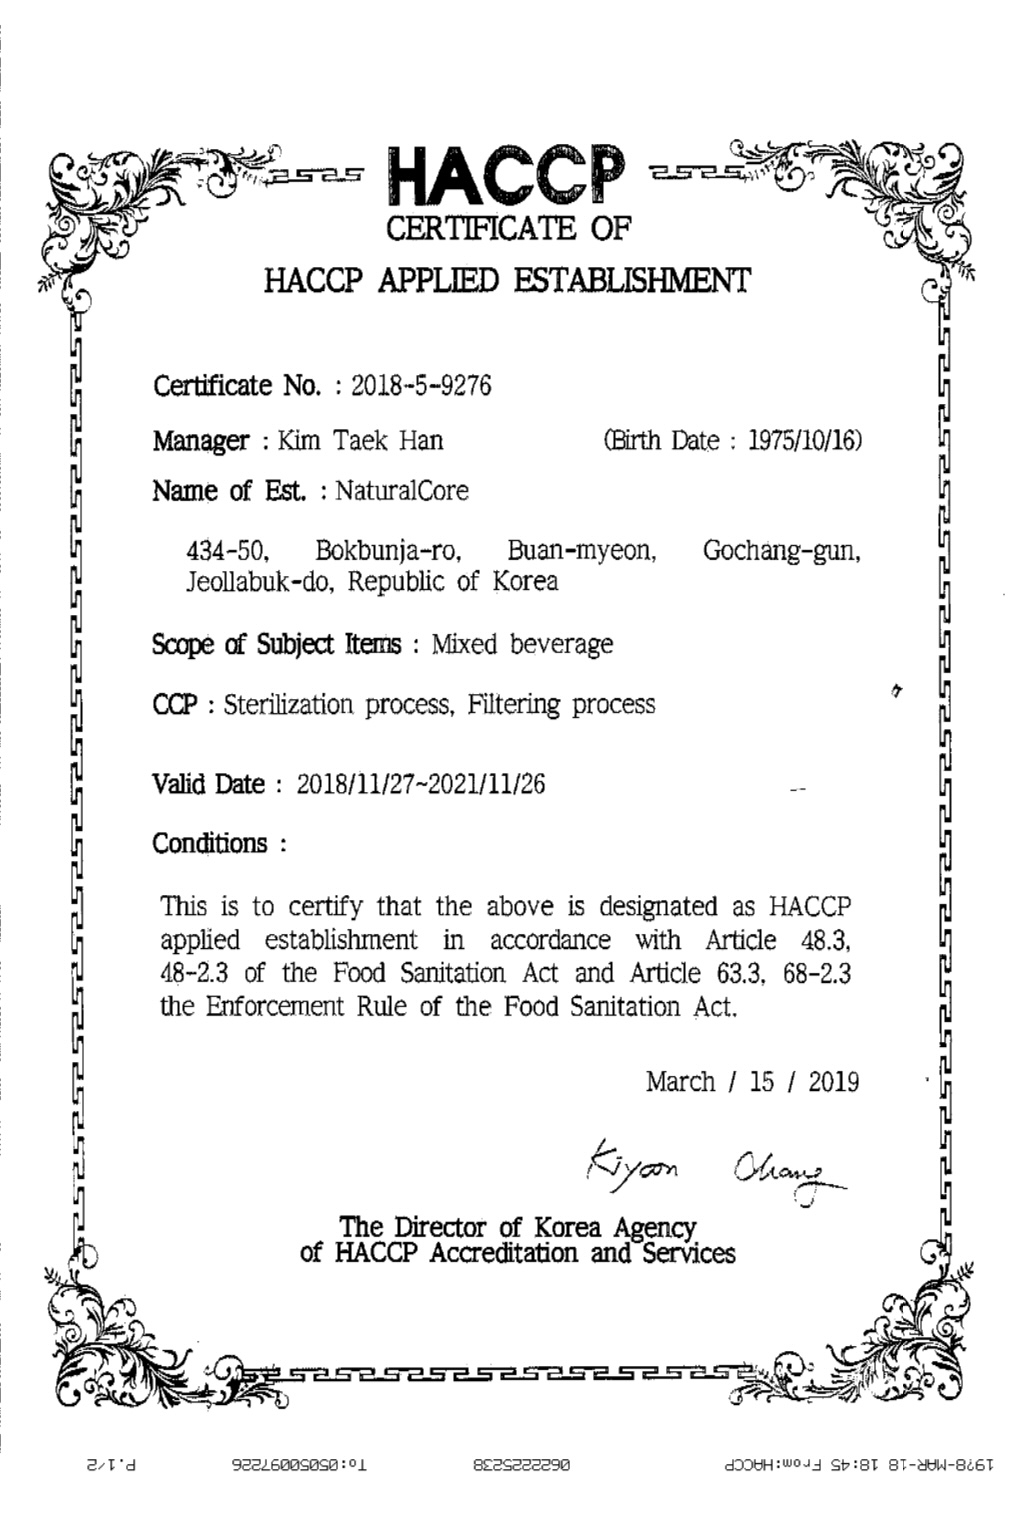 HACCP
CERTIFICATE OF
HACCP APPLIED ESTABLISHMENT
Certificate No. : 2018-5-9276
Manager : Kim Taek Han (Birth Date : 1975/10/16)
Name of Est. : NaturalCore
434-50, Bokbunja-ro, Buan-myeon, Gochang-gun,
Jeollabuk-do, Republic of Korea
Scope of Subject Items : Mixed beverage
CCP : Sterilization process, Filtering process
Valid Date : 2018/11/27~2021/11/26
Conditions :
This is to certify that the above is designated as HACCP
applied establishment in accordance with Article 48.3,
48-2.3 of the Food Sanitation Act and Article 63.3, 68-2.3
the Enforcement Rule of the Food Sanitation Act.
March / 15 / 2019
Kiyoon Chang
The Director of Korea Agency
of HACCP Accreditation and Services
1978-MAR-18 18:45 From:HACCP 0622225238 To:05050097226 P.1/2